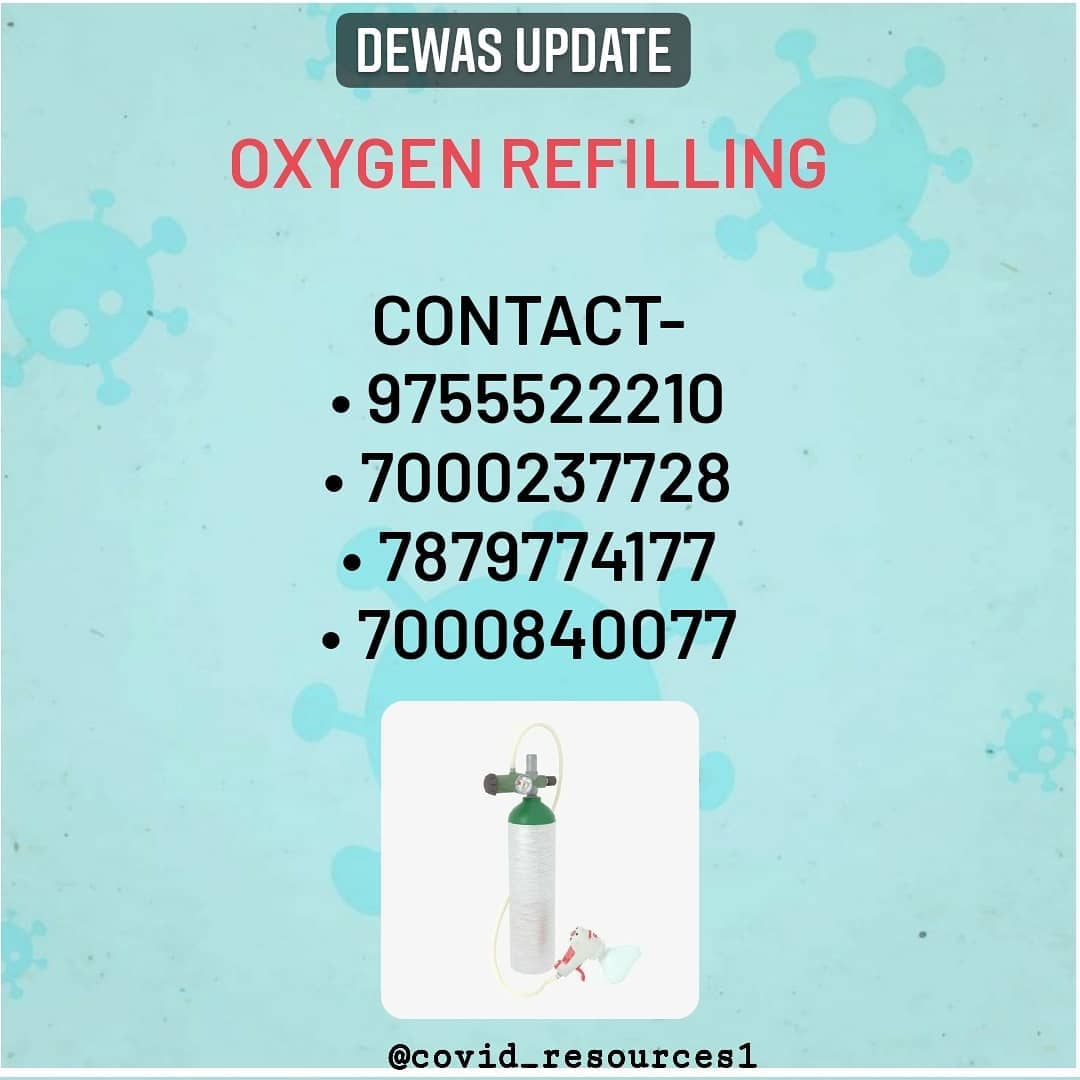 DEWAS UPDATE
OXYGEN REFILLING
CONTACT-
• 9755522210
• 7000237728
• 7879774177
• 7000840077
@covid_resources1